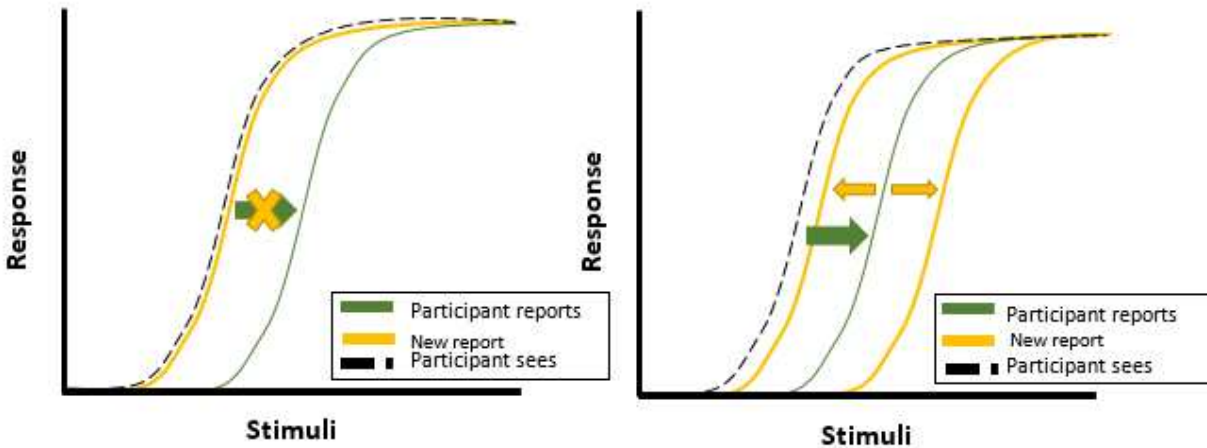 Response
Participant reports
New report
Participant sees
Stimuli
Response
Participant reports
New report
Participant sees
Stimuli